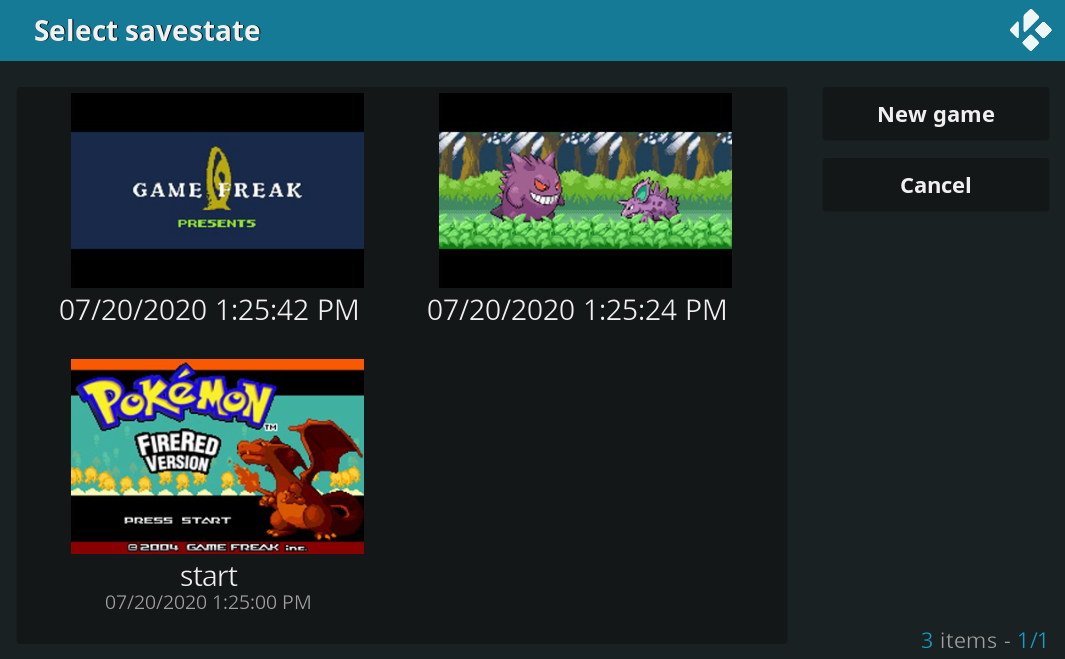 Select savestate
GAME FREAK
PRESENTS
07/20/2020 1:25:42 PM
07/20/2020 1:25:24 PM
POKéMON
TM
FIRERED
VERSION
PRESS START
© 2004 GAME FREAK inc.
start
07/20/2020 1:25:00 PM
New game
Cancel
3 items - 1/1